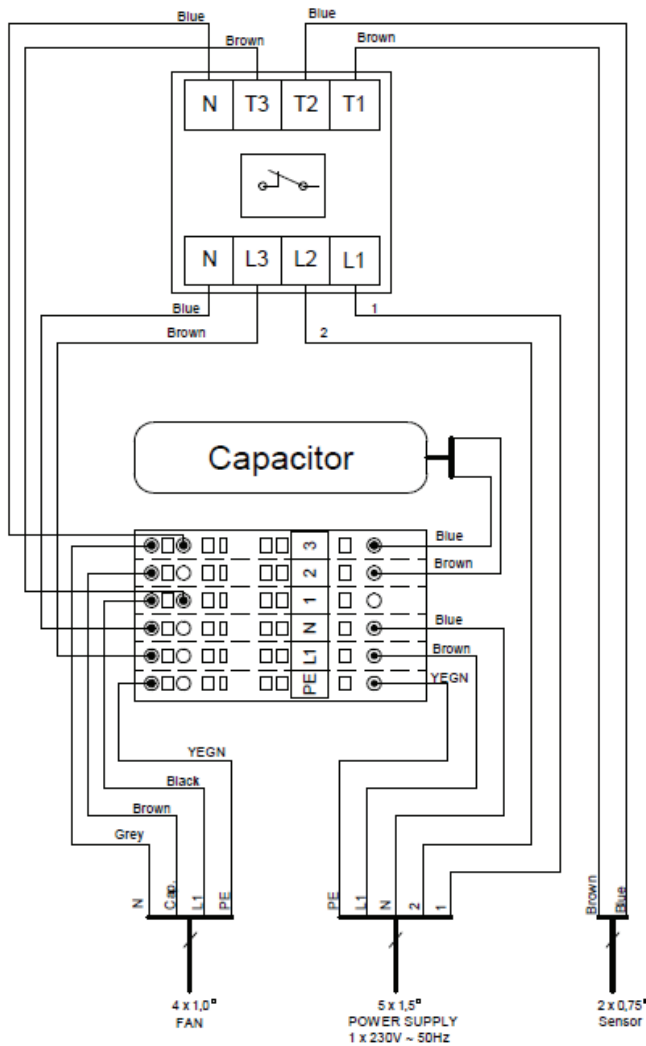 Blue
Blue
Brown
Brown
N T3 T2 T1
N L3 L2 L1
Blue
1
Brown
2
Capacitor
3
Blue
2
Brown
1
N
Blue
L1
Brown
PE
YEGN
YEGN
Black
Brown
Grey
N
Cap.
L1
PE
PE
L1
N
2
1
Brown
Blue
4 x 1,0¤
FAN
5 x 1,5¤
POWER SUPPLY
1 x 230V ~ 50Hz
2 x 0,75¤
Sensor